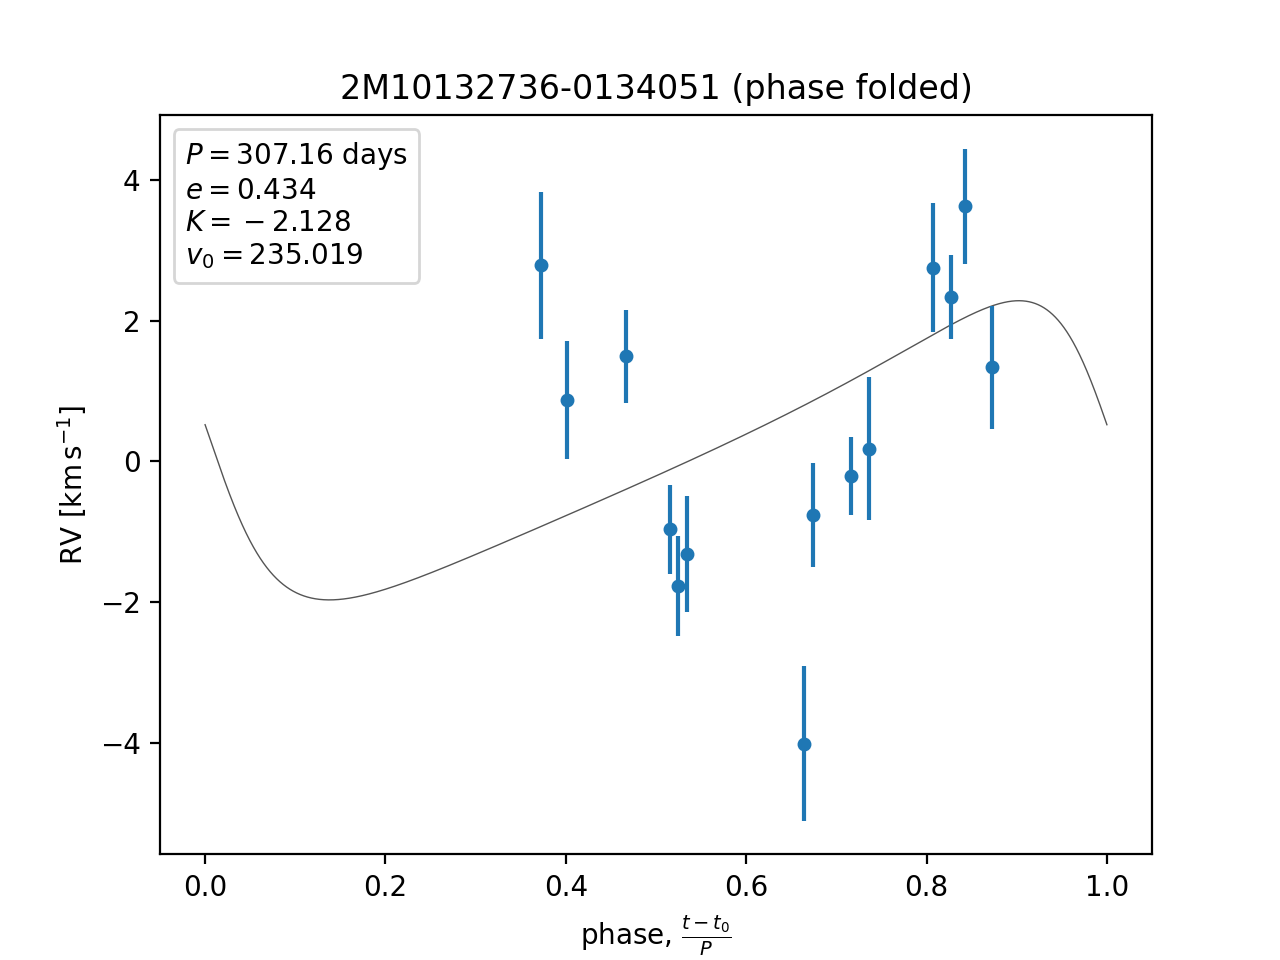 2M10132736-0134051 (phase folded)
P = 307.16 days
e = 0.434
K = −2.128
v₀ = 235.019
4
2
0
−2
−4
RV [km s⁻¹]
0.0 0.2 0.4 0.6 0.8 1.0
phase, (t − t₀)/P